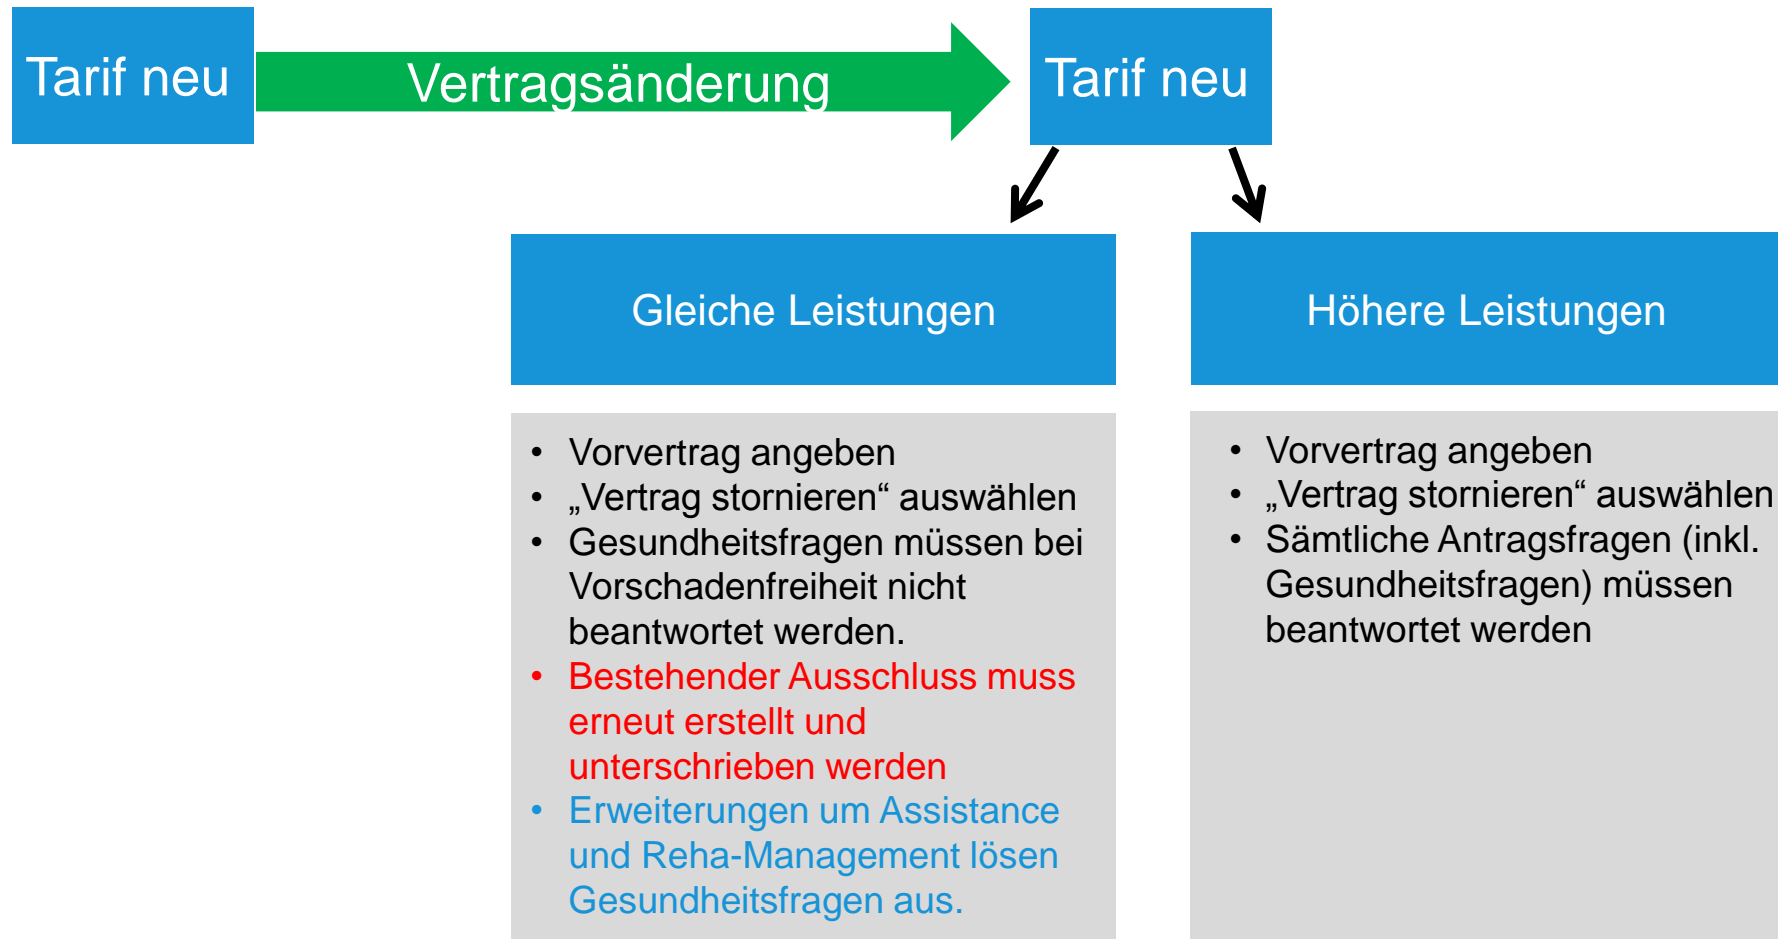 Tarif neu
Vertragsänderung
Tarif neu
Gleiche Leistungen
• Vorvertrag angeben
• „Vertrag stornieren“ auswählen
• Gesundheitsfragen müssen bei
Vorschadenfreiheit nicht
beantwortet werden.
• Bestehender Ausschluss muss
erneut erstellt und
unterschrieben werden
• Erweiterungen um Assistance
und Reha-Management lösen
Gesundheitsfragen aus.
Höhere Leistungen
• Vorvertrag angeben
• „Vertrag stornieren“ auswählen
• Sämtliche Antragsfragen (inkl.
Gesundheitsfragen) müssen
beantwortet werden